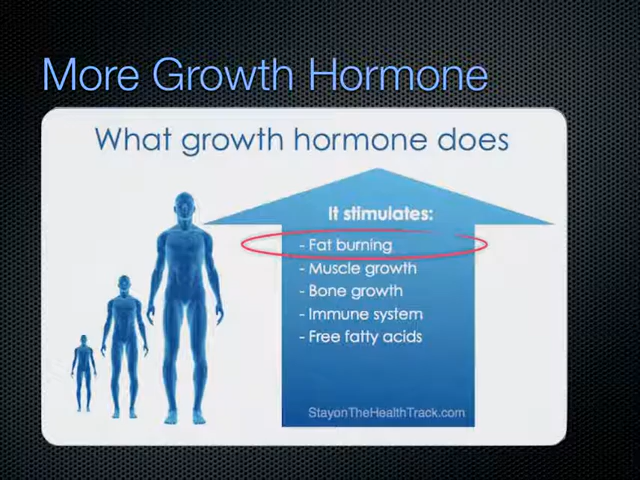 More Growth Hormone
What growth hormone does
It stimulates:
- Fat burning
- Muscle growth
- Bone growth
- Immune system
- Free fatty acids
StayonTheHealthTrack.com